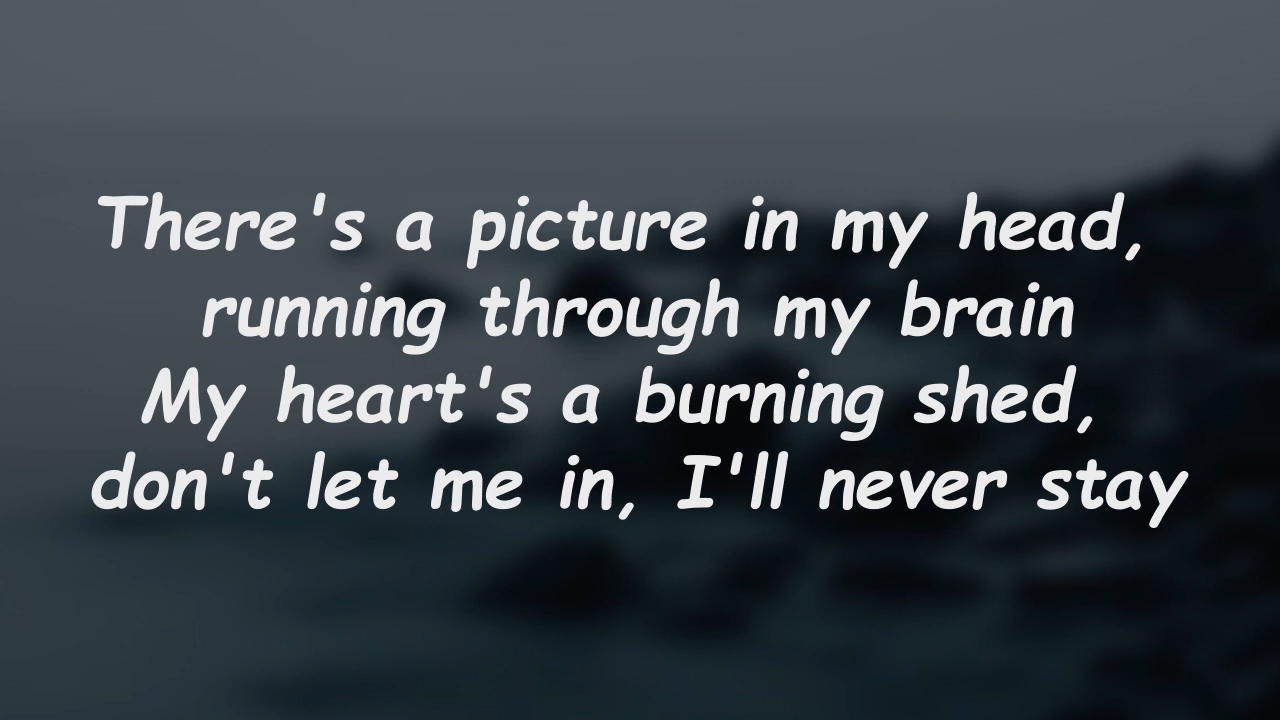 There's a picture in my head,
running through my brain
My heart's a burning shed,
don't let me in, I'll never stay